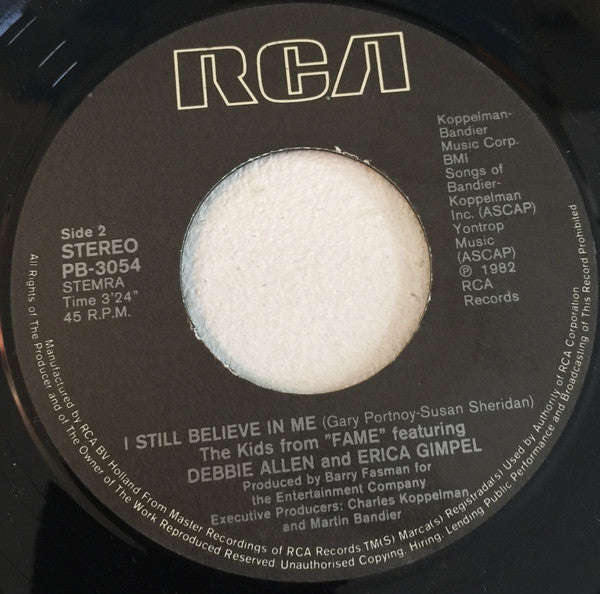 RCA
Koppelman-
Bandier
Music Corp.
BMI
Songs of
Bandier-
Koppelman
Inc. (ASCAP)
Yontrop
Music
(ASCAP)
℗ 1982
RCA
Records
Side 2
STEREO
PB-3054
STEMRA
Time 3'24"
45 R.P.M.
I STILL BELIEVE IN ME (Gary Portnoy-Susan Sheridan)
The Kids from "FAME" featuring
DEBBIE ALLEN and ERICA GIMPEL
Produced by Barry Fasman for
the Entertainment Company
Executive Producers: Charles Koppelman
and Martin Bandier
Manufactured by RCA BV Holland From Master Recordings of RCA Records.TM(S) Marca(s) Registrada(s) Used by Authority of RCA Corporation
All Rights of The Producer and of The Owner of The Work Reproduced Reserved. Unauthorised Copying, Hiring, Lending Public Performance and Broadcasting of This Record Prohibited